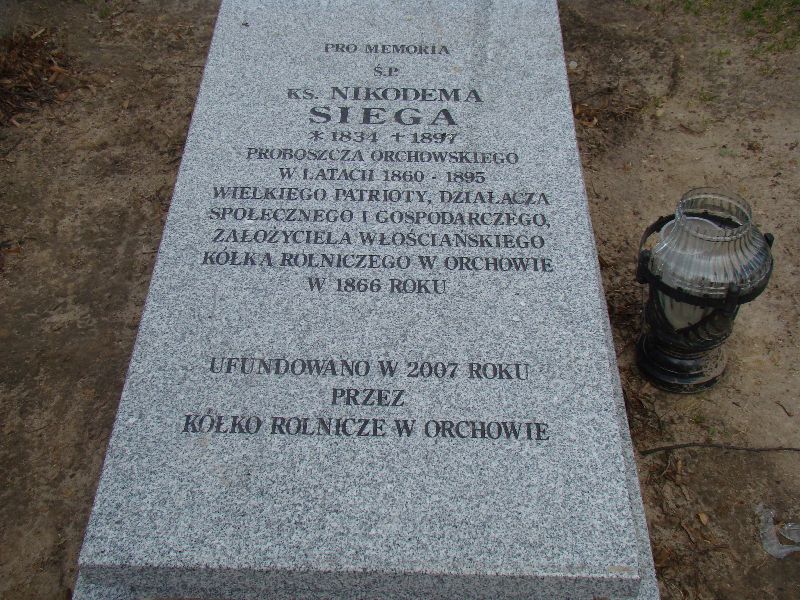 PRO MEMORIA
Ś.P.
KS. NIKODEMA
SIEGA
* 1834 + 1897
PROBOSZCZA ORCHOWSKIEGO
W LATACH 1860 - 1895
WIELKIEGO PATRIOTY, DZIAŁACZA
SPOŁECZNEGO I GOSPODARCZEGO,
ZAŁOŻYCIELA WŁOŚCIAŃSKIEGO
KÓŁKA ROLNICZEGO W ORCHOWIE
W 1866 ROKU
UFUNDOWANO W 2007 ROKU
PRZEZ
KÓŁKO ROLNICZE W ORCHOWIE